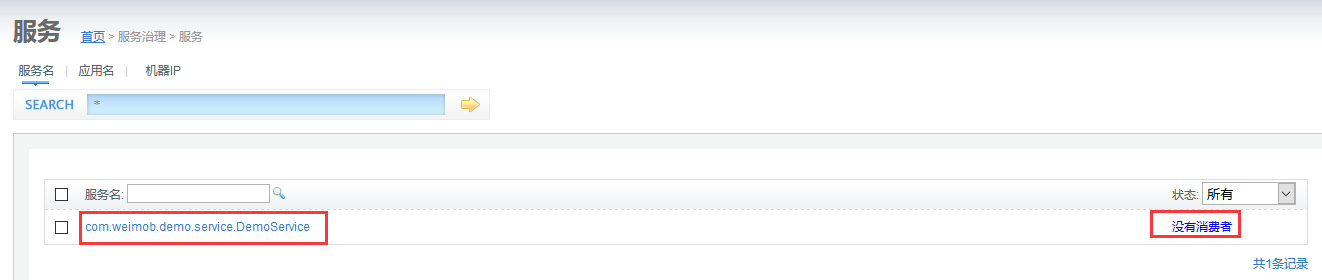 服务 首页 > 服务治理 > 服务
服务名 | 应用名 | 机器IP
SEARCH *
服务名: 状态: 所有
com.weimob.demo.service.DemoService 没有消费者
共1条记录